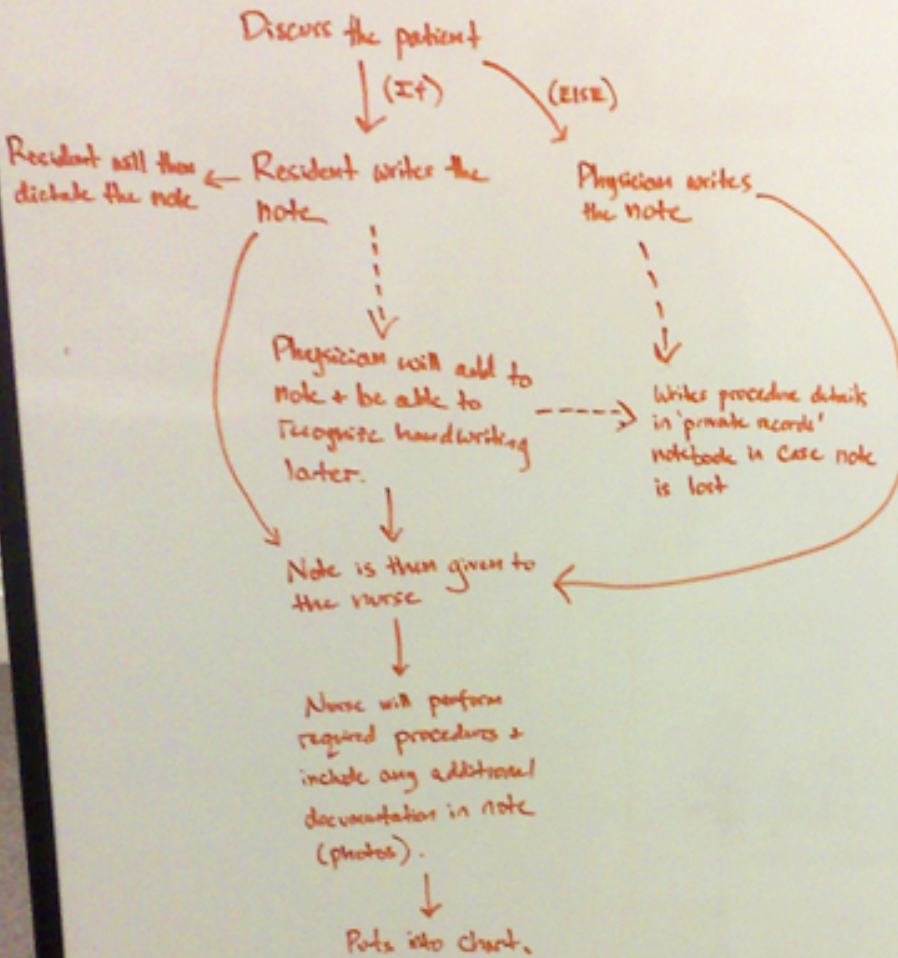 Discuss the patient
(If)
(ElSE)
Resident will then
dictate the note
Resident writes the
note
Physician writes
the note
Physician will add to
note + be able to
recognize handwriting
later.
Writes procedure details
in 'private records'
notebook in case note
is lost
Note is then given to
the nurse
Nurse will perform
required procedures +
include any additional
documentation in note
(photos).
Puts into chart.